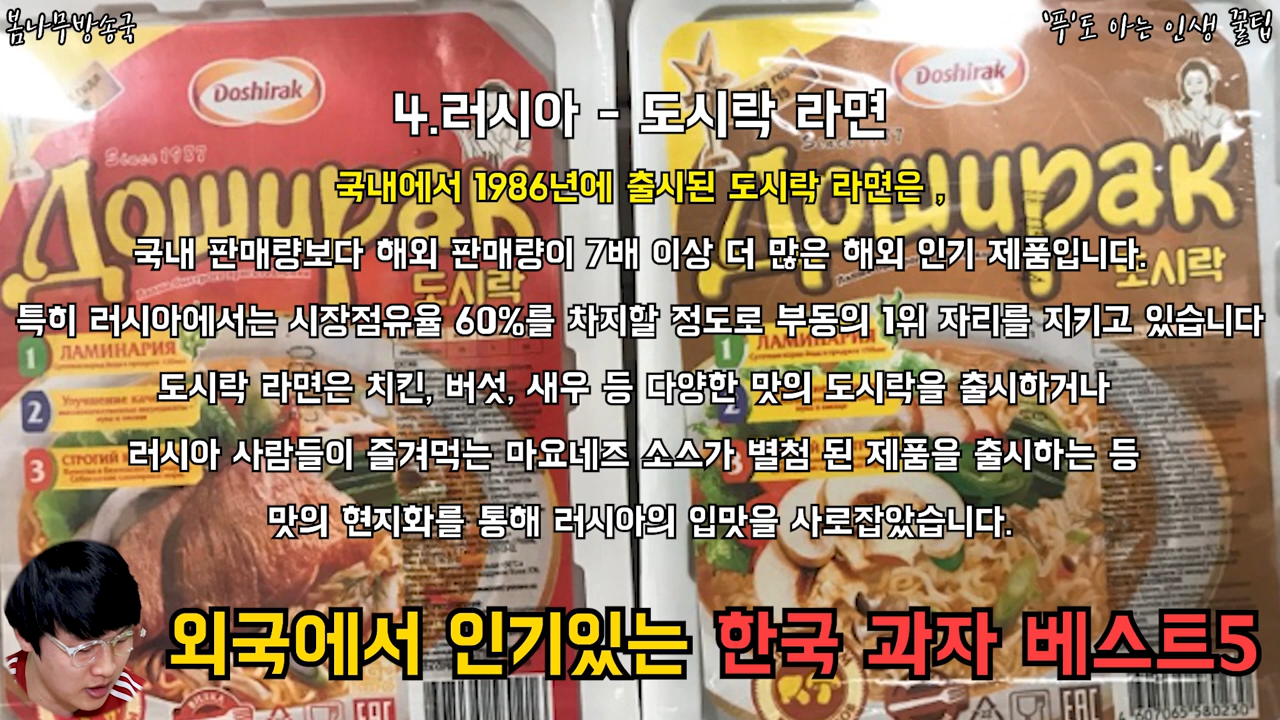 봄나무방송국
'푸'도 아는 인생 꿀팁
Doshirak
Doshirak
4.러시아 - 도시락 라면
Since 1987
Доширак
도시락
Доширак
도시락
국내에서 1986년에 출시된 도시락 라면은 ,
국내 판매량보다 해외 판매량이 7배 이상 더 많은 해외 인기 제품입니다.
특히 러시아에서는 시장점유율 60%를 차지할 정도로 부동의 1위 자리를 지키고 있습니다
1 ЛАМИНАРИЯ
1 ЛАМИНАРИЯ
도시락 라면은 치킨, 버섯, 새우 등 다양한 맛의 도시락을 출시하거나
2
2
러시아 사람들이 즐겨먹는 마요네즈 소스가 별첨 된 제품을 출시하는 등
3 СТРОГИЙ
3
맛의 현지화를 통해 러시아의 입맛을 사로잡았습니다.
외국에서 인기있는 한국 과자 베스트5
ВИЛКА
EAC
EAC